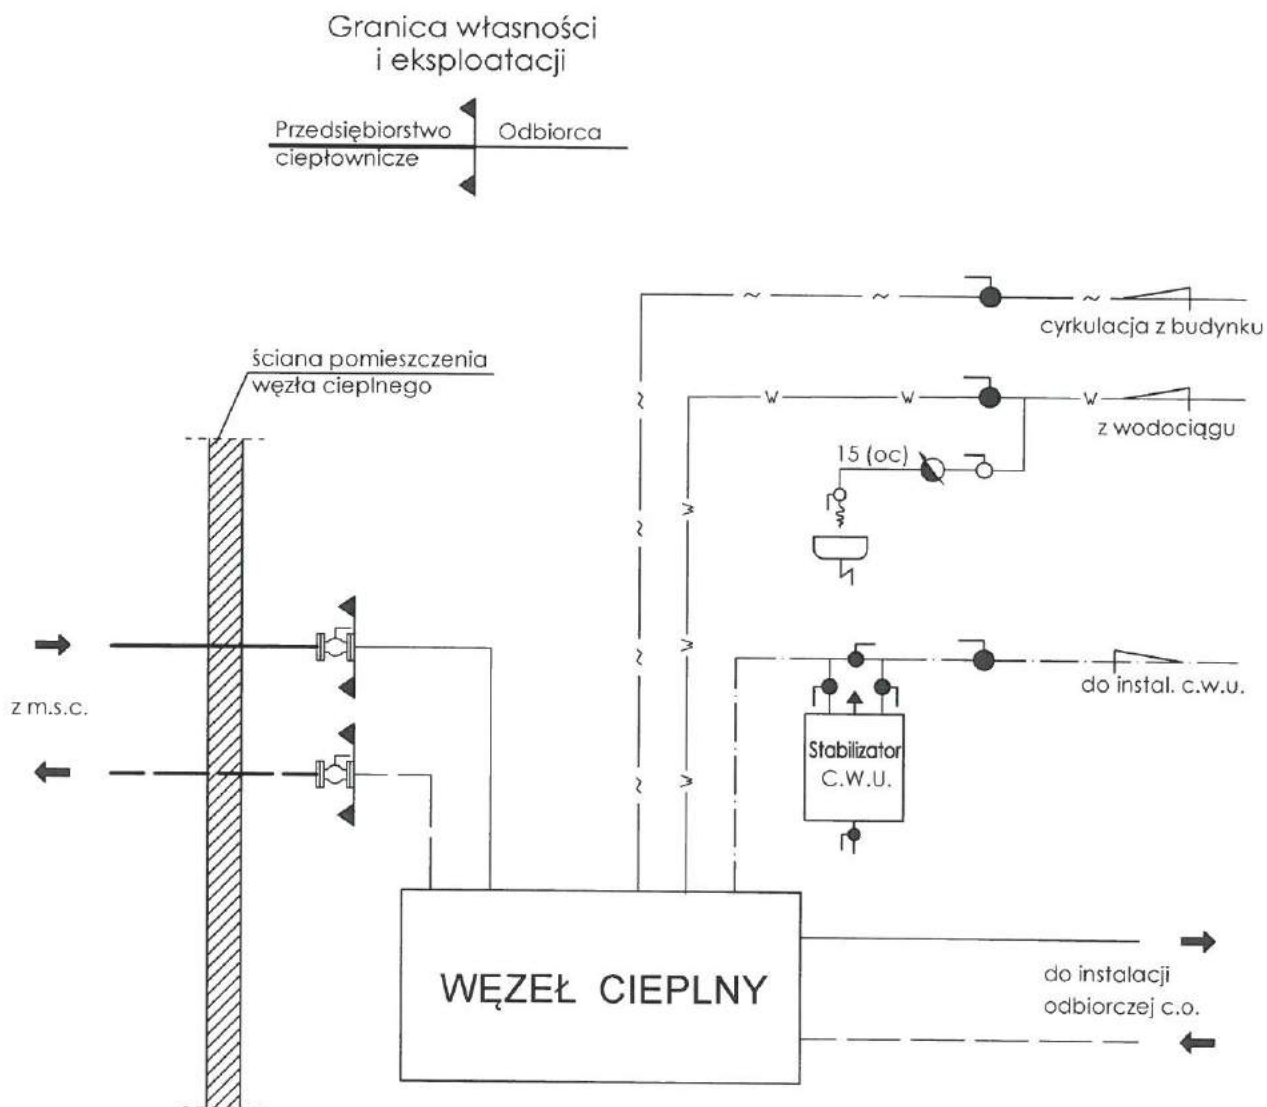 Granica własności
i eksploatacji
Przedsiębiorstwo
ciepłownicze
Odbiorca
~ ~ ~
cyrkulacja z budynku
ściana pomieszczenia
węzła cieplnego
W W W
z wodociągu
15 (oc)
W
W
W
do instal. c.w.u.
z m.s.c.
Stabilizator
C.W.U.
WĘZEŁ CIEPLNY
do instalacji
odbiorczej c.o.